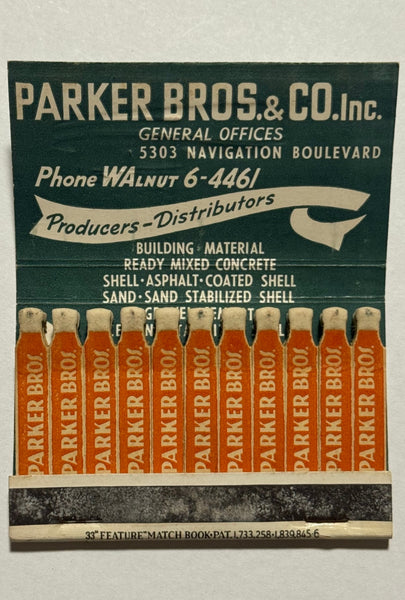 PARKER BROS. & CO. Inc.
GENERAL OFFICES
5303 NAVIGATION BOULEVARD
Phone WALNUT 6-4461
Producers-Distributors
BUILDING MATERIAL
READY MIXED CONCRETE
SHELL·ASPHALT·COATED SHELL
SAND·SAND STABILIZED SHELL
PARKER BROS.
PARKER BROS.
PARKER BROS.
PARKER BROS.
PARKER BROS.
PARKER BROS.
PARKER BROS.
PARKER BROS.
PARKER BROS.
PARKER BROS.
PARKER BROS.
33" FEATURE" MATCH BOOK·PAT. 1,733,258·1,839,845-6